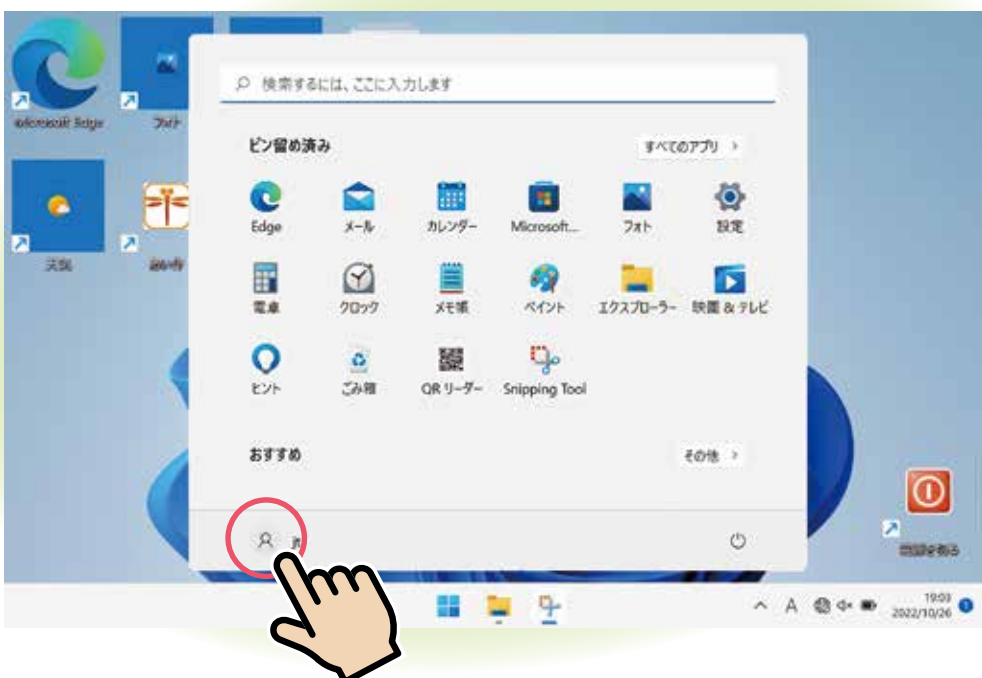 検索するには、ここに入力します
Microsoft Edge
フォト
ピン留め済み
すべてのアプリ >
Edge
メール
カレンダー
Microsoft...
フォト
設定
天気
電卓
クロック
メモ帳
ペイント
エクスプローラー
映画 & テレビ
ヒント
ごみ箱
QR リーダー
Snipping Tool
おすすめ
その他 >
電源を切る
A
19:03
2022/10/26